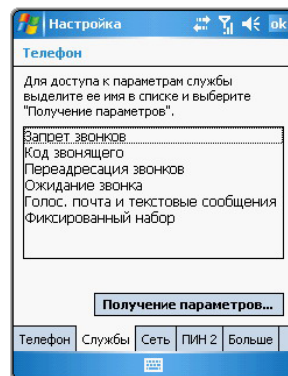 Настройка ok
Телефон
Для доступа к параметрам службы
выделите ее имя в списке и выберите
"Получение параметров".
Запрет звонков
Код звонящего
Переадресация звонков
Ожидание звонка
Голос. почта и текстовые сообщения
Фиксированный набор
Получение параметров...
Телефон Службы Сеть ПИН 2 Больше